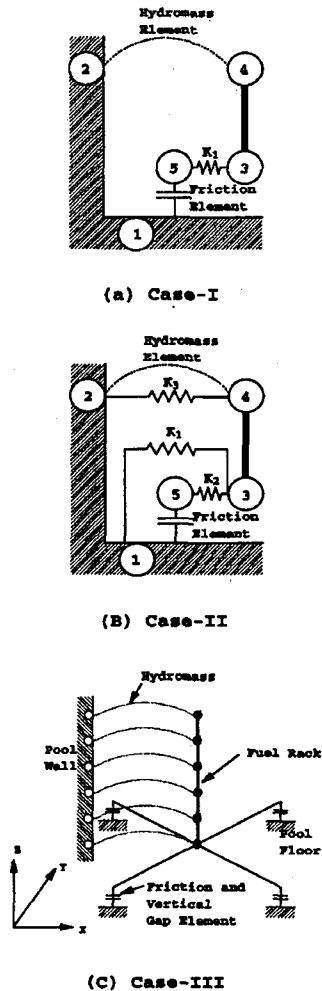 Hydromass
Element
2
4
K1
5
3
Friction
Element
1
(a) Case-I
Hydromass
Element
2
K3
4
K1
5
K2
3
Friction
Element
1
(B) Case-II
Hydromass
Pool
Wall
Fuel Rack
Pool
Floor
Z
Y
X
Friction and
Vertical
Gap Element
(C) Case-III